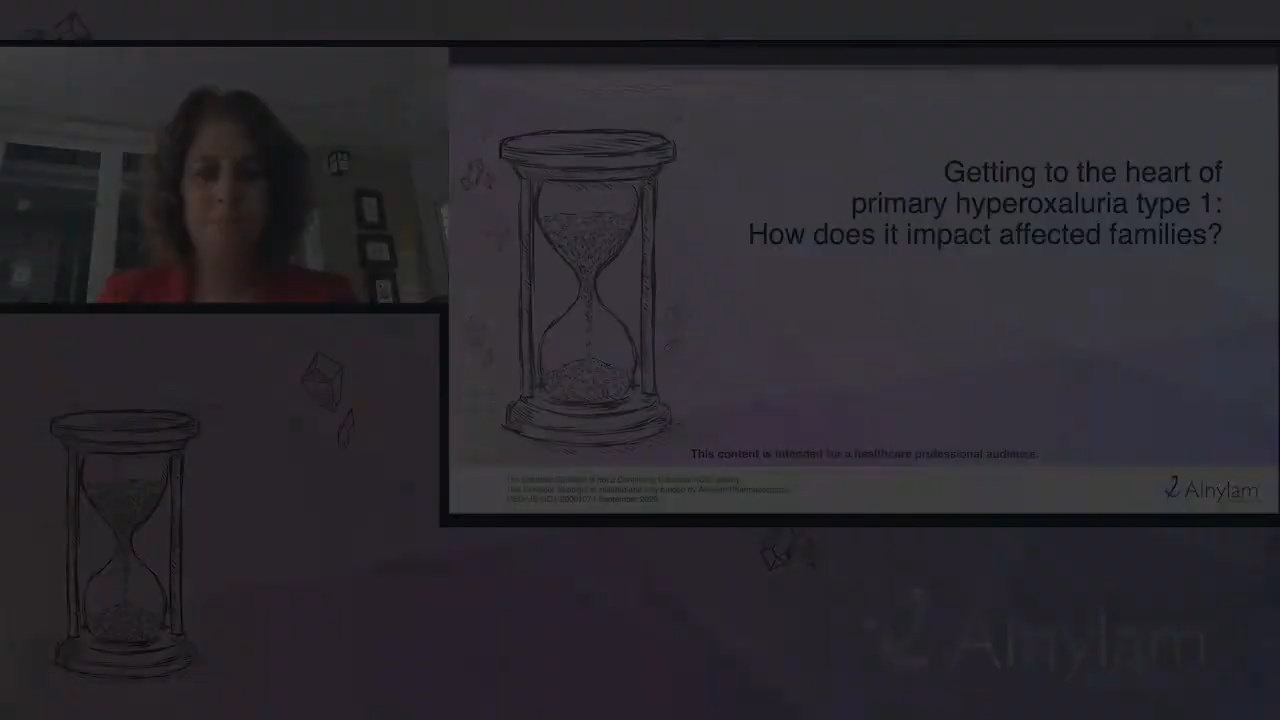 Getting to the heart of
primary hyperoxaluria type 1:
How does it impact affected families?
This content is intended for a healthcare professional audience.
Alnylam
Alnylam